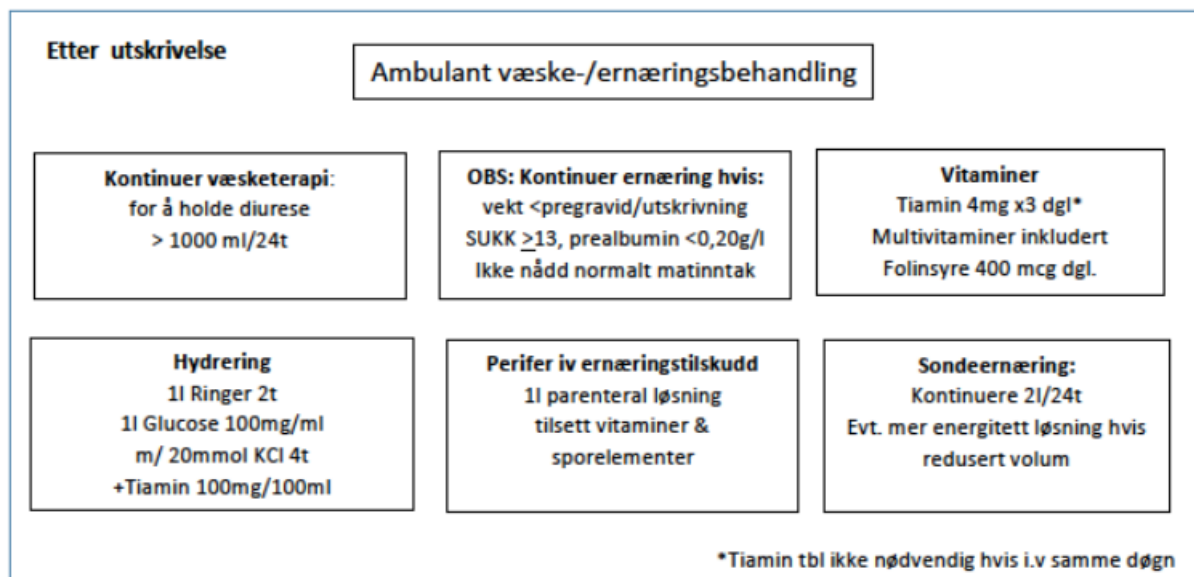 Etter utskrivelse
Ambulant væske-/ernæringsbehandling
Kontinuer væsketerapi:
for å holde diurese
> 1000 ml/24t
OBS: Kontinuer ernæring hvis:
vekt <pregravid/utskrivning
SUKK >13, prealbumin <0,20g/l
Ikke nådd normalt matinntak
Vitaminer
Tiamin 4mg x3 dgl*
Multivitaminer inkludert
Folinsyre 400 mcg dgl.
Hydrering
1l Ringer 2t
1l Glucose 100mg/ml
m/ 20mmol KCl 4t
+Tiamin 100mg/100ml
Perifer iv ernæringstilskudd
1l parenteral løsning
tilsett vitaminer &
sporelementer
Sondeernæring:
Kontinuere 2l/24t
Evt. mer energitett løsning hvis
redusert volum
*Tiamin tbl ikke nødvendig hvis i.v samme døgn